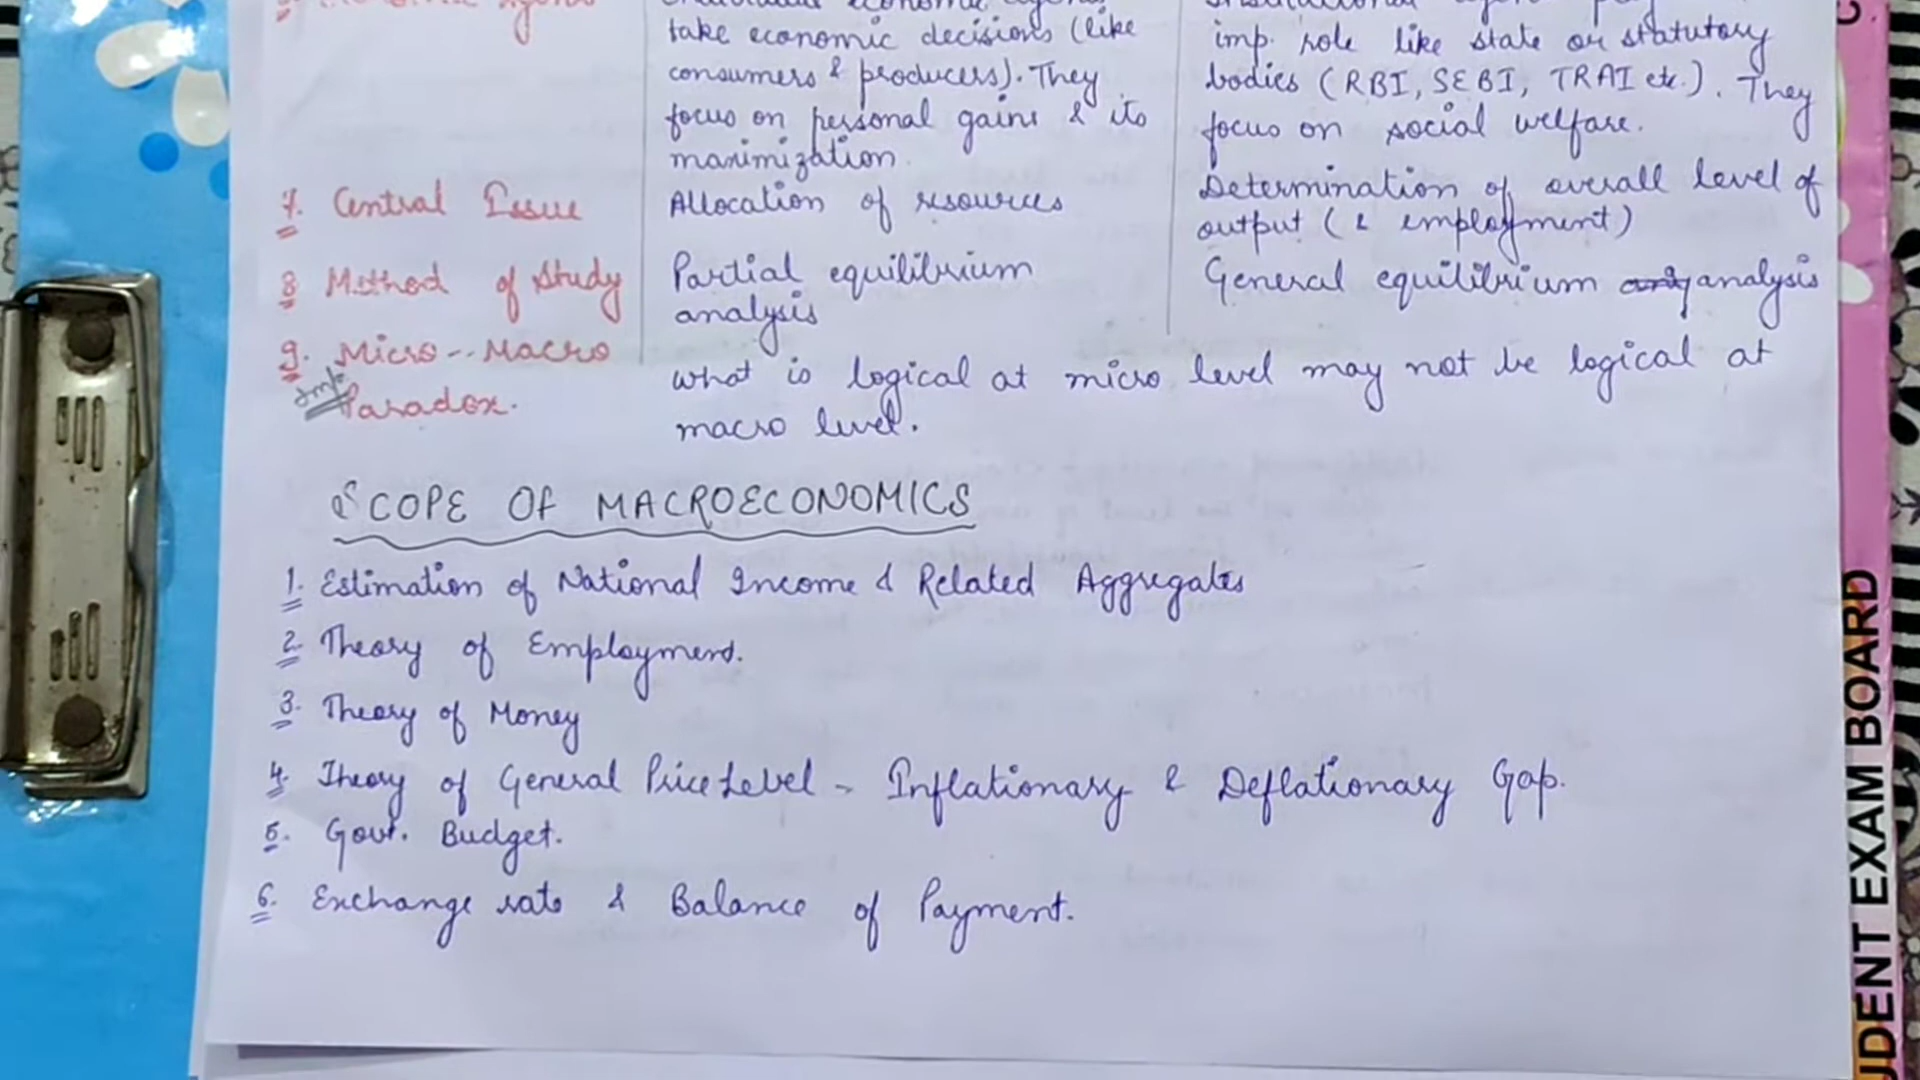 take economic decisions (like
consumers & producers). They
focus on personal gains & its
maximization.
imp. role like state or statutory
bodies (RBI, SEBI, TRAI etc.). They
focus on social welfare.
7. Central Issue
Allocation of resources
Determination of overall level of
output (& employment)
8 Method of Study
Partial equilibrium
analysis
General equilibrium analysis
9. Micro-Macro
Imp
Paradox.
What is logical at micro level may not be logical at
macro level.
SCOPE OF MACROECONOMICS
1. Estimation of National Income & Related Aggregates
2. Theory of Employment.
3. Theory of Money
4. Theory of General Price Level - Inflationary & Deflationary Gap.
5. Govt. Budget.
6. Exchange rate & Balance of Payment.
UDENT EXAM BOARD